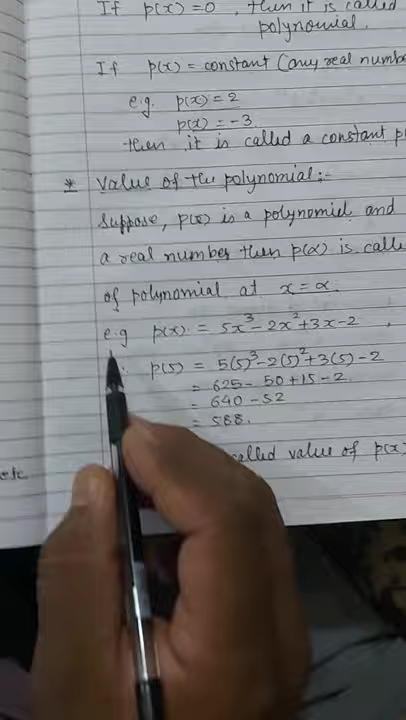 If p(x) = 0, then it is called
polynomial.
If p(x) = constant (any real numbe
e.g. p(x) = 2
p(x) = -3
then it is called a constant p
* Value of the polynomial:-
Suppose, p(x) is a polynomial and
a real number then p(α) is calle
of polynomial at x = α.
e.g p(x) = 5x³ - 2x² + 3x - 2,
p(5) = 5(5)³ - 2(5)² + 3(5) - 2
= 625 - 50 + 15 - 2
= 640 - 52
= 588.
called value of p(x)
etc